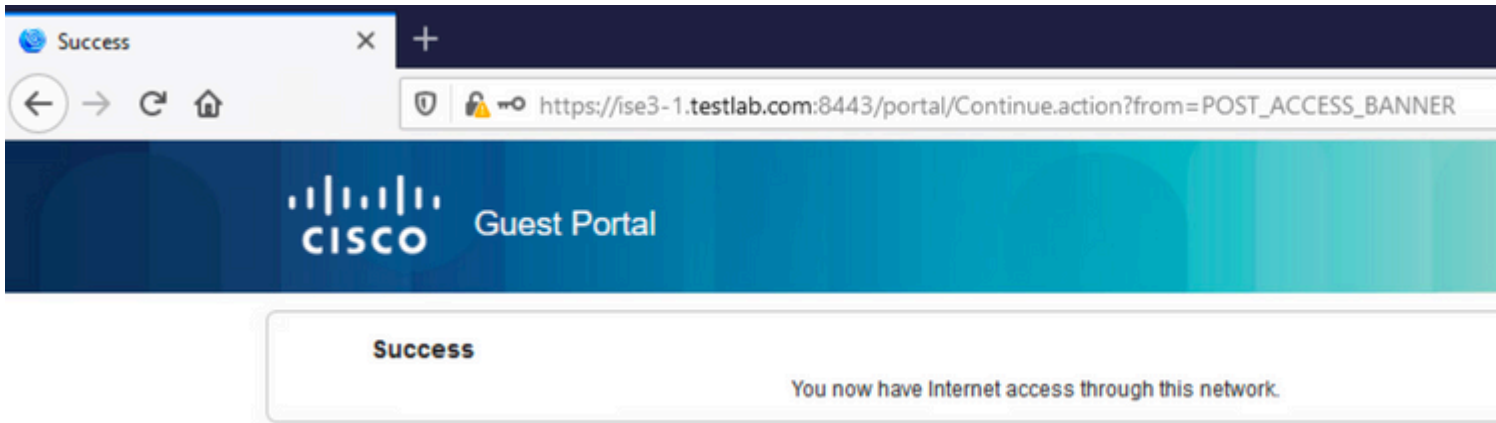 Success
https://ise3-1.testlab.com:8443/portal/Continue.action?from=POST_ACCESS_BANNER
CISCO
Guest Portal
Success
You now have Internet access through this network.